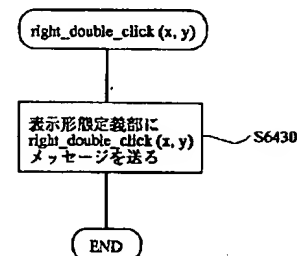 right_double_click (x, y)
表示形態定義部に
right_double_click (x, y)
メッセージを送る
S6430
END